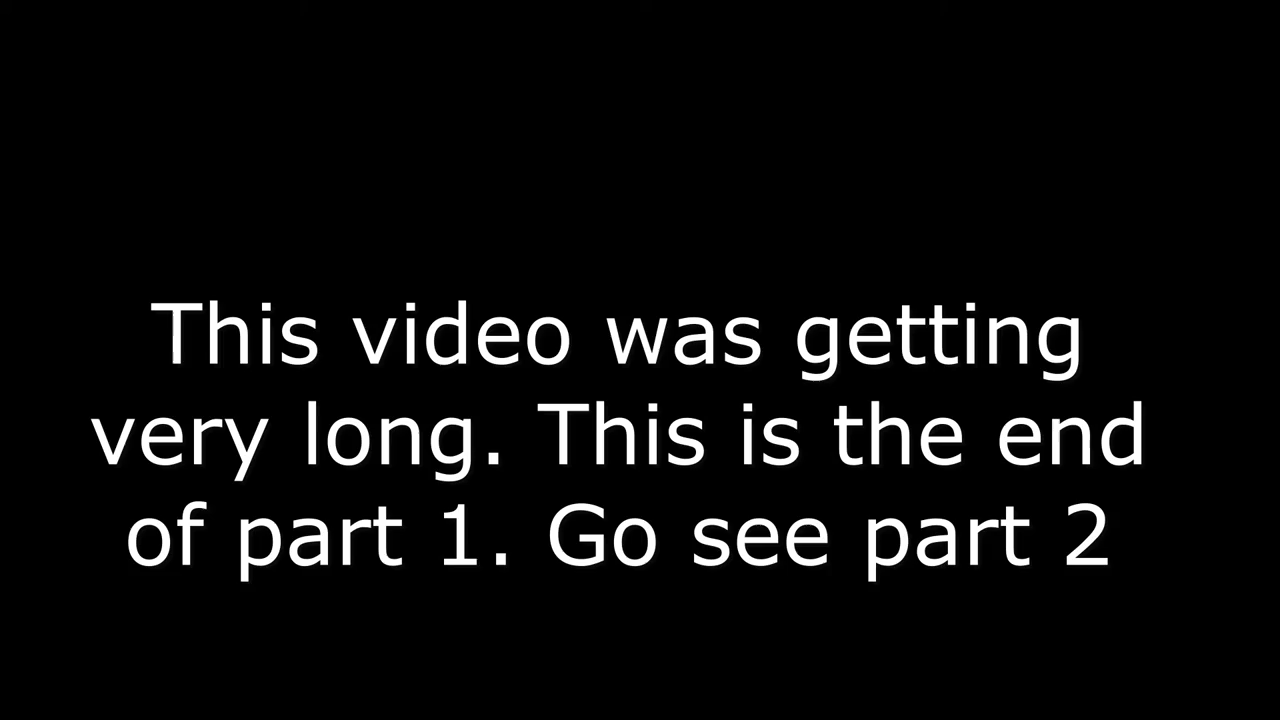 This video was getting
very long. This is the end
of part 1. Go see part 2